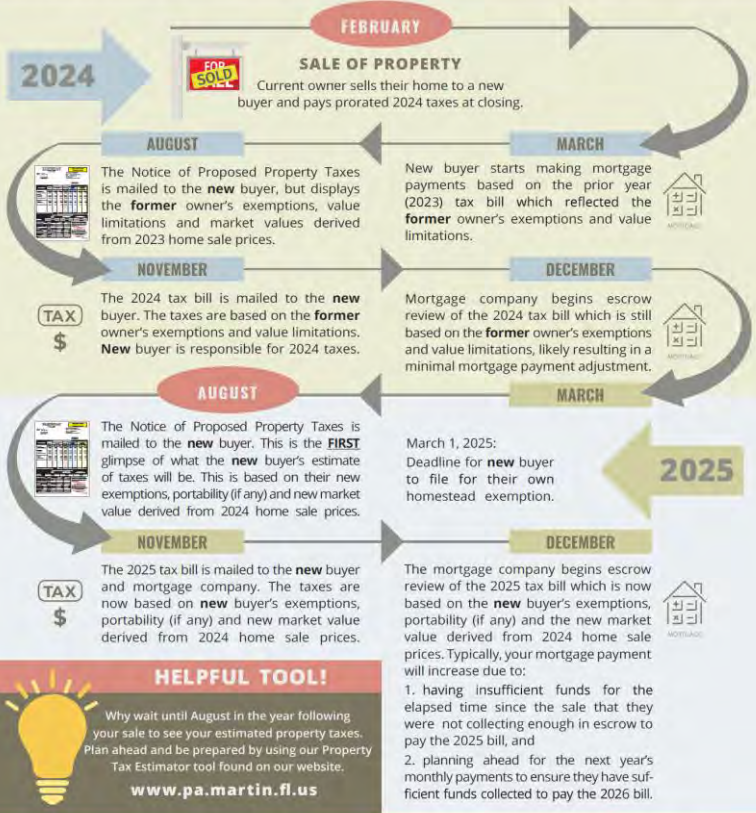 FEBRUARY
2024
FOR
SOLD
SALE OF PROPERTY
Current owner sells their home to a new
buyer and pays prorated 2024 taxes at closing.
MARCH
New buyer starts making mortgage
payments based on the prior year
(2023) tax bill which reflected the
former owner's exemptions and value
limitations.
MORTGAGE
AUGUST
The Notice of Proposed Property Taxes
is mailed to the new buyer, but displays
the former owner's exemptions, value
limitations and market values derived
from 2023 home sale prices.
NOVEMBER
TAX
$
The 2024 tax bill is mailed to the new
buyer. The taxes are based on the former
owner's exemptions and value limitations.
New buyer is responsible for 2024 taxes.
DECEMBER
Mortgage company begins escrow
review of the 2024 tax bill which is still
based on the former owner's exemptions
and value limitations, likely resulting in a
minimal mortgage payment adjustment.
MORTGAGE
MARCH
2025
March 1, 2025:
Deadline for new buyer
to file for their own
homestead exemption.
AUGUST
The Notice of Proposed Property Taxes is
mailed to the new buyer. This is the FIRST
glimpse of what the new buyer's estimate
of taxes will be. This is based on their new
exemptions, portability (if any) and new market
value derived from 2024 home sale prices.
NOVEMBER
TAX
$
The 2025 tax bill is mailed to the new buyer
and mortgage company. The taxes are
now based on new buyer's exemptions,
portability (if any) and new market value
derived from 2024 home sale prices.
DECEMBER
The mortgage company begins escrow
review of the 2025 tax bill which is now
based on the new buyer's exemptions,
portability (if any) and the new market
value derived from 2024 home sale
prices. Typically, your mortgage payment
will increase due to:
1. having insufficient funds for the
elapsed time since the sale that they
were not collecting enough in escrow to
pay the 2025 bill, and
2. planning ahead for the next year's
monthly payments to ensure they have suf-
ficient funds collected to pay the 2026 bill.
MORTGAGE
HELPFUL TOOL!
Why wait until August in the year following
your sale to see your estimated property taxes.
Plan ahead and be prepared by using our Property
Tax Estimator tool found on our website.
www.pa.martin.fl.us